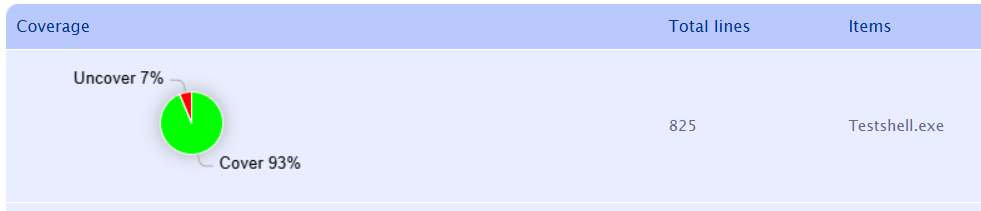 Coverage Total lines Items
Uncover 7%
825 Testshell.exe
Cover 93%